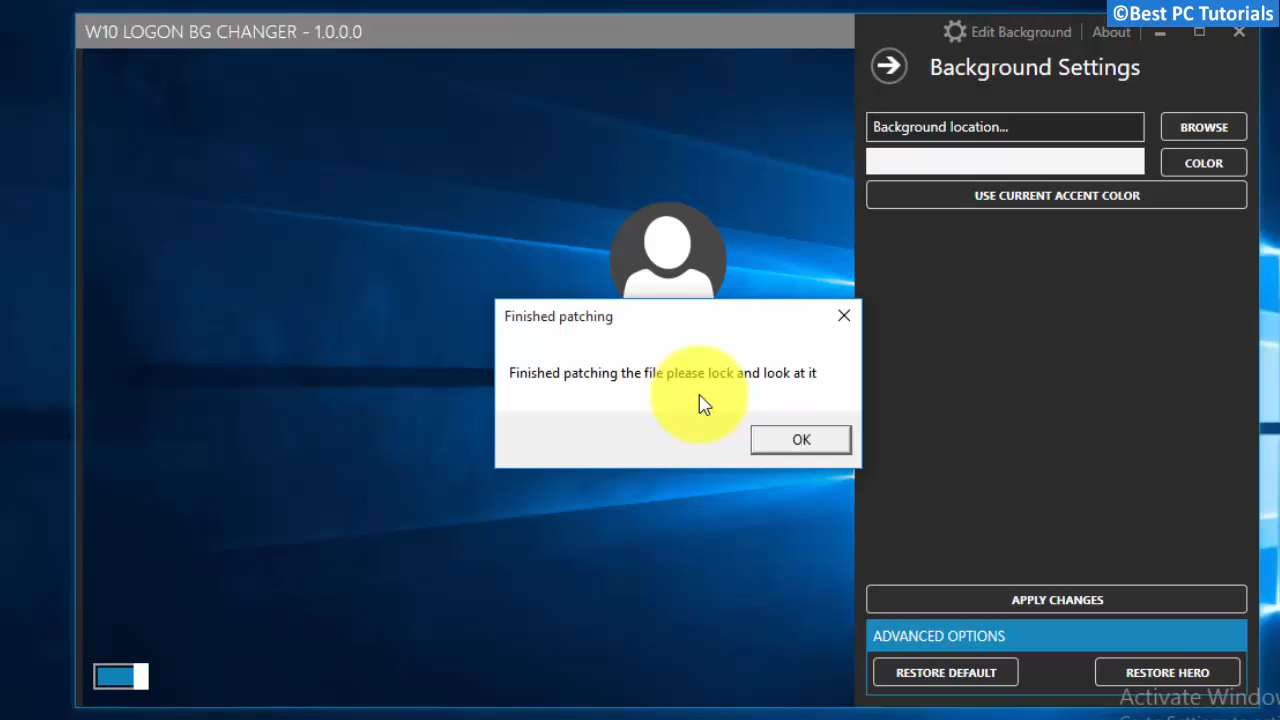 ©Best PC Tutorials
W10 LOGON BG CHANGER - 1.0.0.0
Edit Background
About
Background Settings
Background location...
BROWSE
COLOR
USE CURRENT ACCENT COLOR
Finished patching
Finished patching the file please lock and look at it
OK
APPLY CHANGES
ADVANCED OPTIONS
RESTORE DEFAULT
RESTORE HERO
Activate Windo